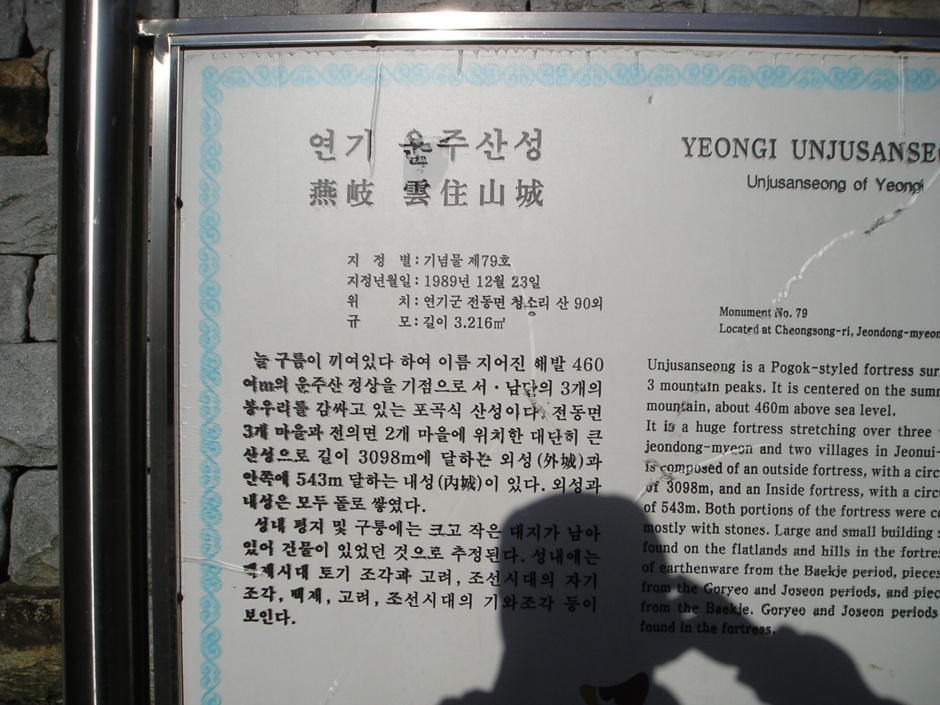 연기 운주산성
燕岐 雲住山城
지 정 별 : 기념물 제79호
지정년월일 : 1989년 12월 23일
위 치 : 연기군 전동면 청송리 산 90외
규 모 : 길이 3.216㎡
늘 구름이 끼여있다 하여 이름 지어진 해발 460
여m의 운주산 정상을 기점으로 서·남단의 3개의
봉우리를 감싸고 있는 포곡식 산성이다. 전동면
3개 마을과 전의면 2개 마을에 위치한 대단히 큰
산성으로 길이 3098m에 달하는 외성(外城)과
안쪽에 543m 달하는 내성(內城)이 있다. 외성과
내성은 모두 돌로 쌓였다.
성내 평지 및 구릉에는 크고 작은 대지가 남아
있어 건물이 있었던 것으로 추정된다. 성내에는
백제시대 토기 조각과 고려, 조선시대의 자기
조각, 백제, 고려, 조선시대의 기와조각 등이
보인다.
YEONGI UNJUSANSE
Unjusanseong of Yeongi
Monument No. 79
Located at Cheongsong-ri, Jeondong-myeon
Unjusanseong is a Pogok-styled fortress sur
3 mountain peaks. It is centered on the sum
mountain, about 460m above sea level.
It is a huge fortress stretching over three
jeondong-myeon and two villages in Jeonui-
is composed of an outside fortress, with a circ
of 3098m, and an Inside fortress, with a circ
of 543m. Both portions of the fortress were c
mostly with stones. Large and small building
found on the flatlands and hills in the fortres
of earthenware from the Baekje period, pieces
from the Goryeo and Joseon periods, and piec
from the Baekje. Goryeo and Joseon periods
found in the fortress.